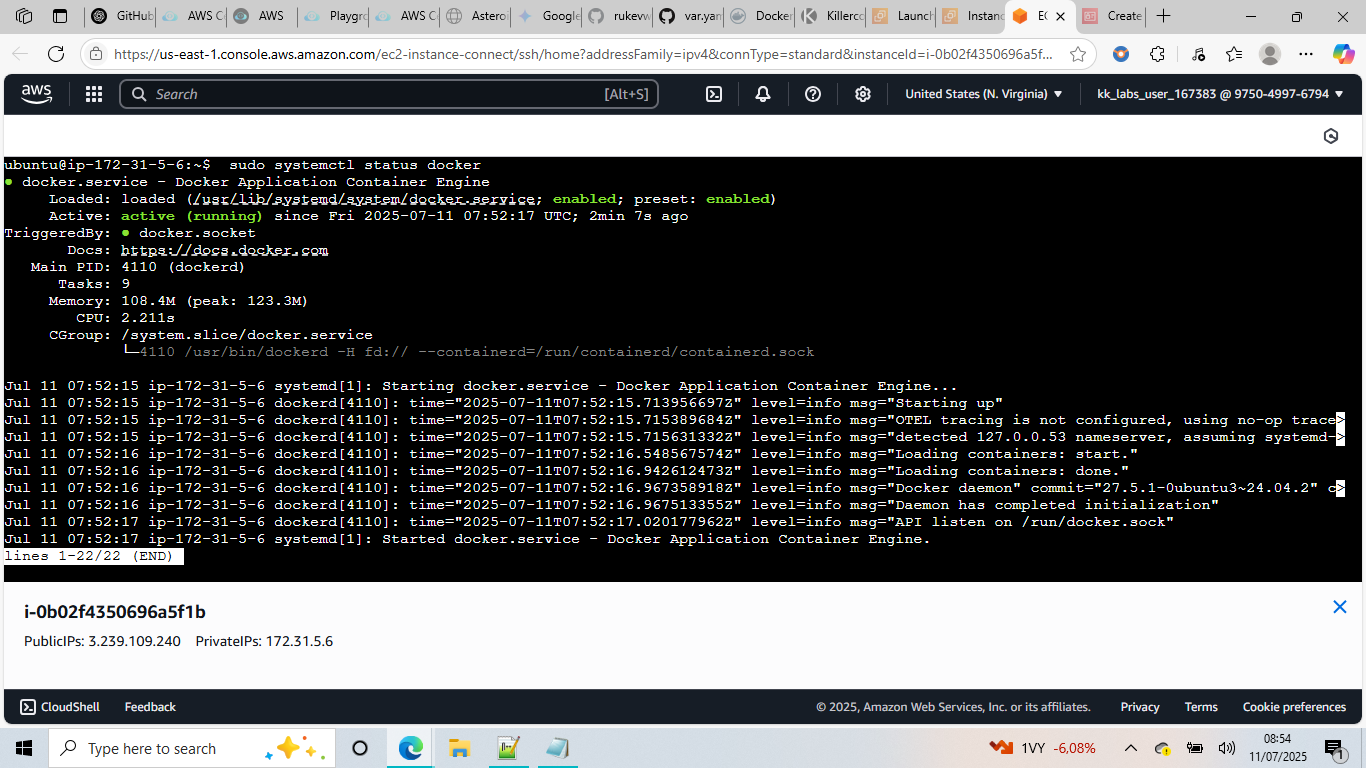 GitHub
AWS C
AWS
Playgro
AWS C
Astero
Google
rukevw
var.yam
Docker
Killerco
Launch
Instanc
EC
Create
https://us-east-1.console.aws.amazon.com/ec2-instance-connect/ssh/home?addressFamily=ipv4&connType=standard&instanceId=i-0b02f4350696a5f...
aws
Search
[Alt+S]
United States (N. Virginia)
kk_labs_user_167383 @ 9750-4997-6794
ubuntu@ip-172-31-5-6:~$  sudo systemctl status docker
● docker.service - Docker Application Container Engine
     Loaded: loaded (/usr/lib/systemd/system/docker.service; enabled; preset: enabled)
     Active: active (running) since Fri 2025-07-11 07:52:17 UTC; 2min 7s ago
TriggeredBy: ● docker.socket
       Docs: https://docs.docker.com
   Main PID: 4110 (dockerd)
      Tasks: 9
     Memory: 108.4M (peak: 123.3M)
        CPU: 2.211s
     CGroup: /system.slice/docker.service
             └─4110 /usr/bin/dockerd -H fd:// --containerd=/run/containerd/containerd.sock
Jul 11 07:52:15 ip-172-31-5-6 systemd[1]: Starting docker.service - Docker Application Container Engine...
Jul 11 07:52:15 ip-172-31-5-6 dockerd[4110]: time="2025-07-11T07:52:15.713956697Z" level=info msg="Starting up"
Jul 11 07:52:15 ip-172-31-5-6 dockerd[4110]: time="2025-07-11T07:52:15.715389684Z" level=info msg="OTEL tracing is not configured, using no-op trace>
Jul 11 07:52:15 ip-172-31-5-6 dockerd[4110]: time="2025-07-11T07:52:15.715631332Z" level=info msg="detected 127.0.0.53 nameserver, assuming systemd->
Jul 11 07:52:16 ip-172-31-5-6 dockerd[4110]: time="2025-07-11T07:52:16.548567574Z" level=info msg="Loading containers: start."
Jul 11 07:52:16 ip-172-31-5-6 dockerd[4110]: time="2025-07-11T07:52:16.942612473Z" level=info msg="Loading containers: done."
Jul 11 07:52:16 ip-172-31-5-6 dockerd[4110]: time="2025-07-11T07:52:16.967358918Z" level=info msg="Docker daemon" commit="27.5.1-0ubuntu3~24.04.2" c>
Jul 11 07:52:16 ip-172-31-5-6 dockerd[4110]: time="2025-07-11T07:52:16.967513355Z" level=info msg="Daemon has completed initialization"
Jul 11 07:52:17 ip-172-31-5-6 dockerd[4110]: time="2025-07-11T07:52:17.020177962Z" level=info msg="API listen on /run/docker.sock"
Jul 11 07:52:17 ip-172-31-5-6 systemd[1]: Started docker.service - Docker Application Container Engine.
lines 1-22/22 (END)
i-0b02f4350696a5f1b
PublicIPs: 3.239.109.240    PrivateIPs: 172.31.5.6
CloudShell
Feedback
© 2025, Amazon Web Services, Inc. or its affiliates.
Privacy
Terms
Cookie preferences
Type here to search
1VY -6,08%
08:54
11/07/2025
1